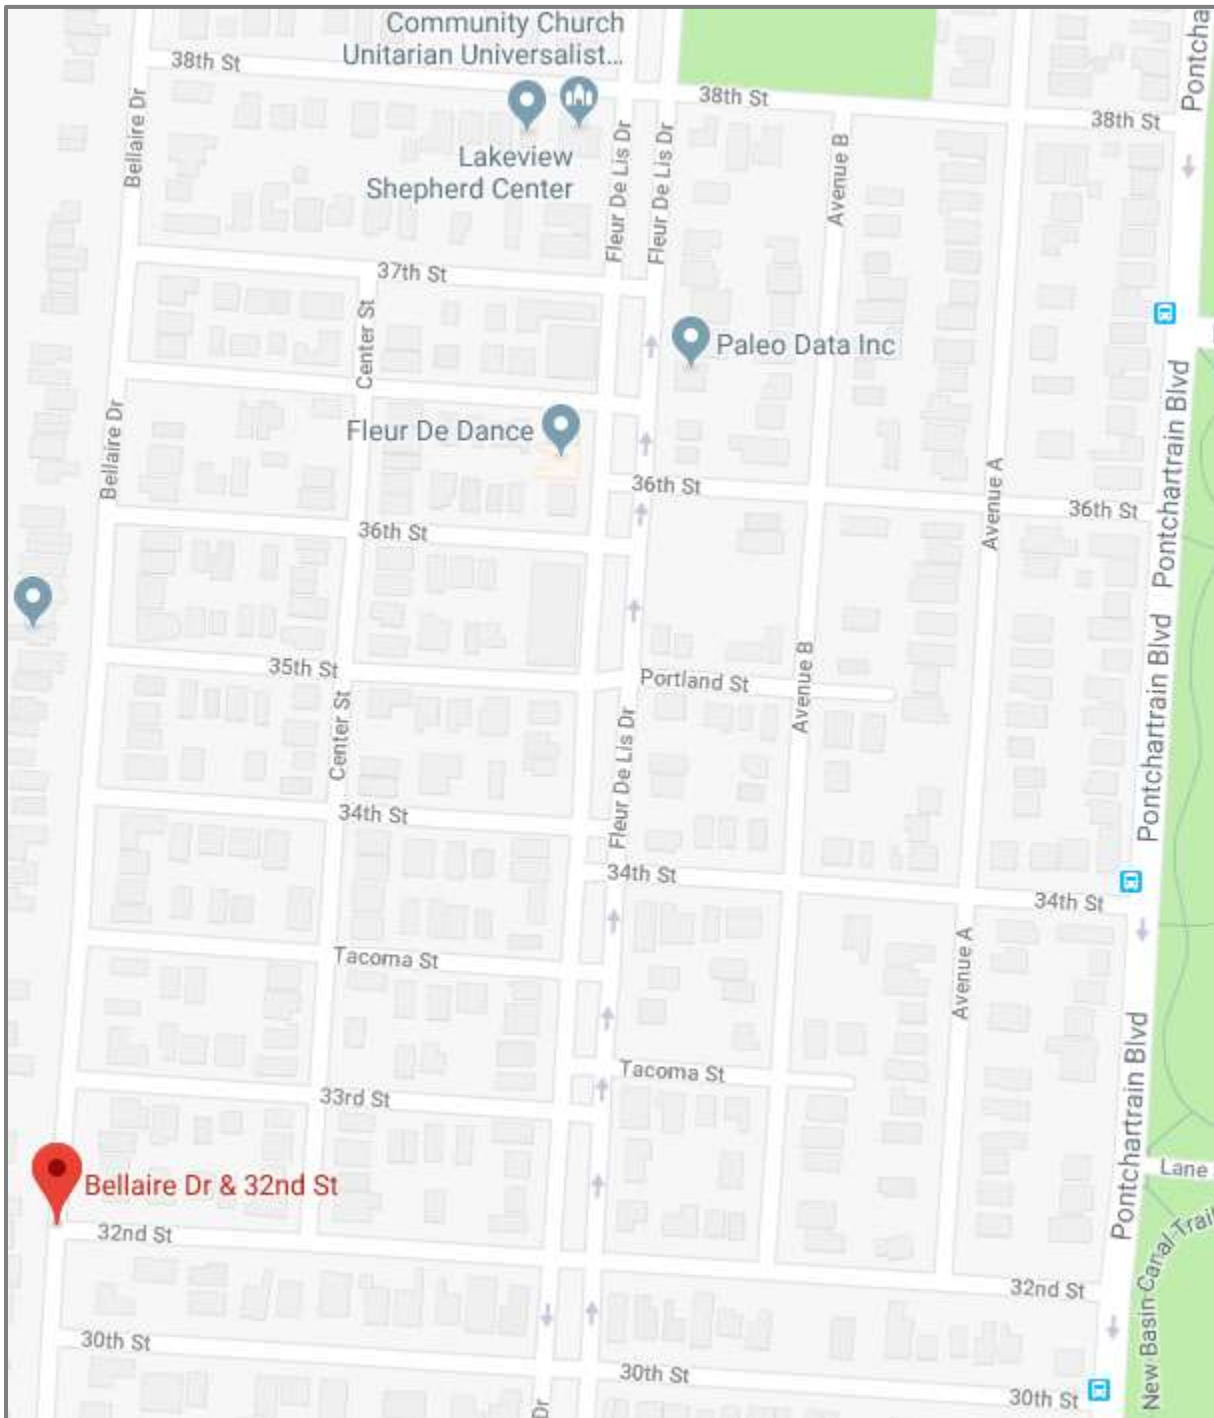 Community Church
Unitarian Universalist...
Pontcha
38th St
38th St
38th St
Bellaire Dr
Lakeview
Shepherd Center
Fleur De Lis Dr
Fleur De Lis Dr
Avenue B
37th St
Center St
Paleo Data Inc
Pontchartrain Blvd
Bellaire Dr
Fleur De Dance
36th St
Avenue A
36th St
36th St
35th St
Portland St
Avenue B
Pontchartrain Blvd
Center St
Fleur De Lis Dr
34th St
34th St
34th St
Tacoma St
Avenue A
Tacoma St
33rd St
Pontchartrain Blvd
Lane
Bellaire Dr & 32nd St
32nd St
32nd St
New Basin Canal Trail
30th St
30th St
30th St
Dr